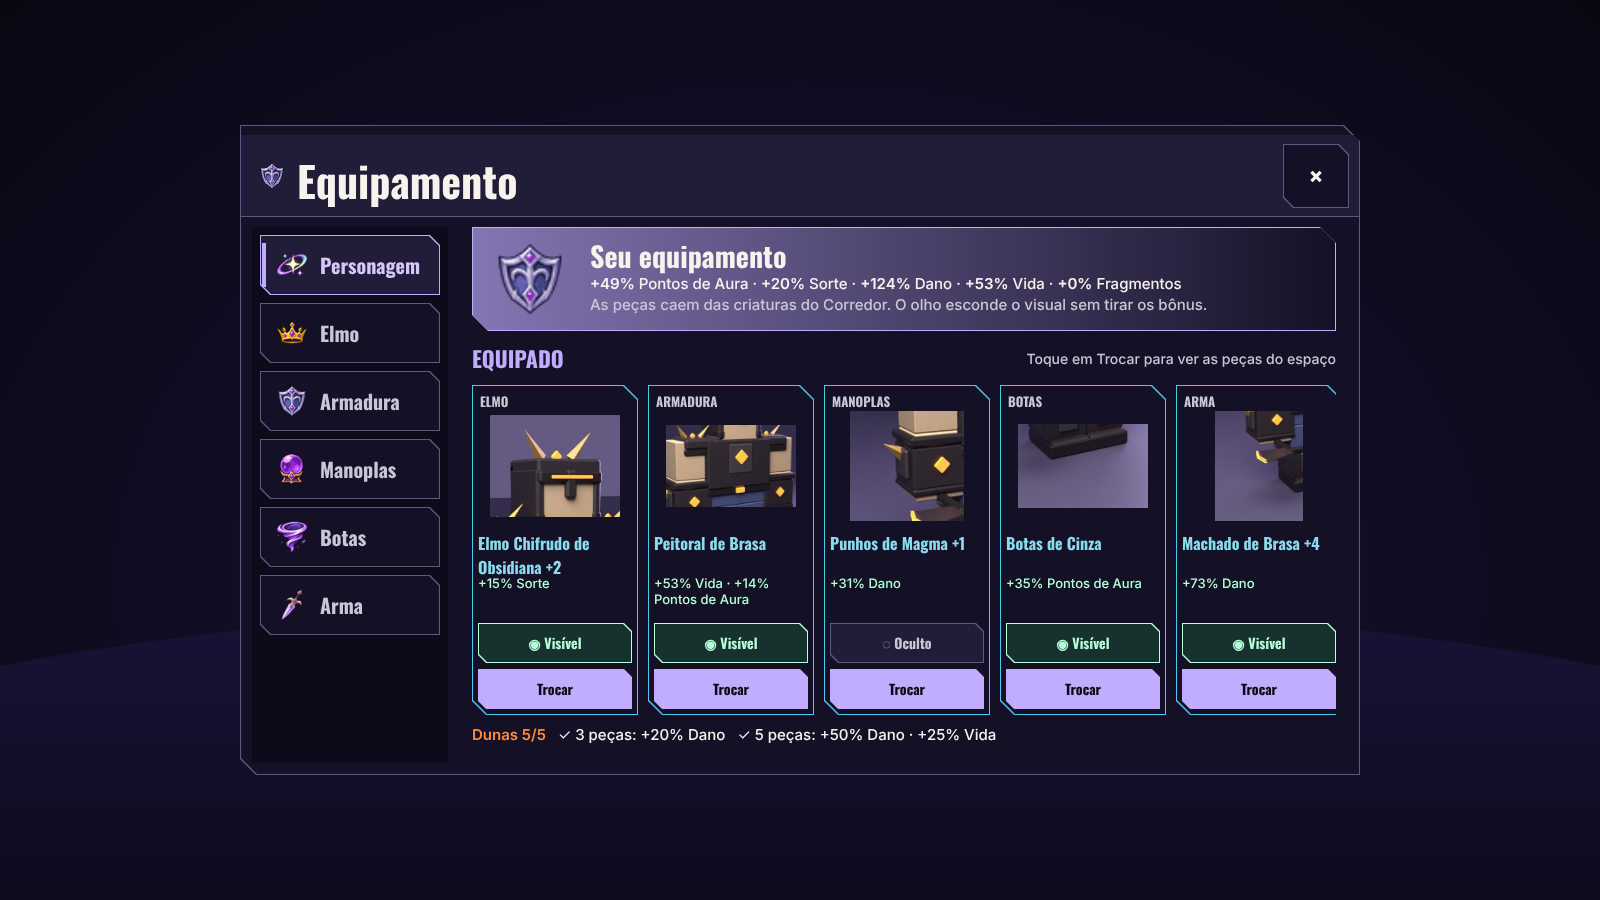 Equipamento
×
Personagem
Elmo
Armadura
Manoplas
Botas
Arma
Seu equipamento
+49% Pontos de Aura · +20% Sorte · +124% Dano · +53% Vida · +0% Fragmentos
As peças caem das criaturas do Corredor. O olho esconde o visual sem tirar os bônus.
EQUIPADO
Toque em Trocar para ver as peças do espaço
ELMO
Elmo Chifrudo de
Obsidiana +2
+15% Sorte
◉ Visível
Trocar
ARMADURA
Peitoral de Brasa
+53% Vida · +14%
Pontos de Aura
◉ Visível
Trocar
MANOPLAS
Punhos de Magma +1
+31% Dano
○ Oculto
Trocar
BOTAS
Botas de Cinza
+35% Pontos de Aura
◉ Visível
Trocar
ARMA
Machado de Brasa +4
+73% Dano
◉ Visível
Trocar
Dunas 5/5 ✓ 3 peças: +20% Dano ✓ 5 peças: +50% Dano · +25% Vida